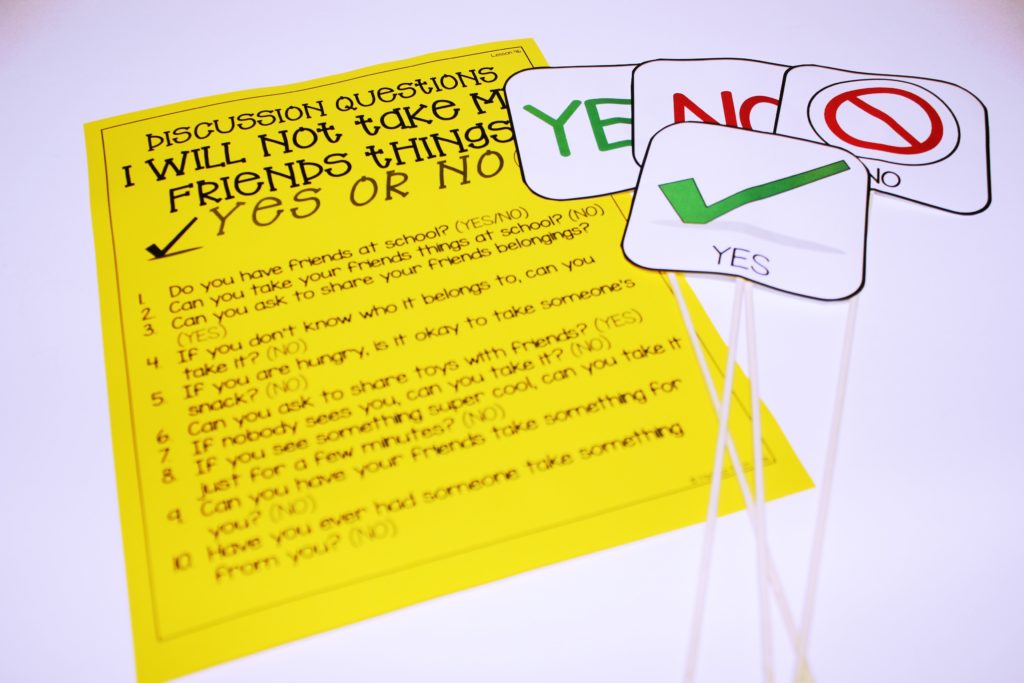 Lesson 46
DISCUSSION QUESTIONS
I WILL NOT take M
FRIENDS tHINGS
YES OR NO
1. Do you have friends at school? (YES/NO)
2. Can you take your friends things at school? (NO)
3. Can you ask to share your friends belongings?
(YES)
4. If you don't know who it belongs to, can you
take it? (NO)
5. If you are hungry, is it okay to take someone's
snack? (NO)
6. Can you ask to share toys with friends? (YES)
7. If nobody sees you, can you take it? (NO)
8. If you see something super cool, can you take it
just for a few minutes? (NO)
9. Can you have your friends take something for
you? (NO)
10. Have you ever had someone take something
from you? (NO)
YE
NO
NO
YES